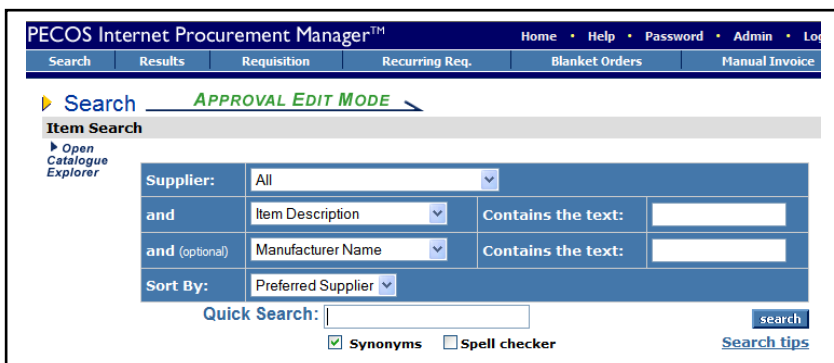 PECOS Internet Procurement Manager™ Home • Help • Password • Admin •
Search Results Requisition Recurring Req. Blanket Orders Manual Invoice
Search APPROVAL EDIT MODE
Item Search
Open
Catalogue
Explorer
Supplier: All
and Item Description Contains the text:
and (optional) Manufacturer Name Contains the text:
Sort By: Preferred Supplier
Quick Search: search
Synonyms Spell checker Search tips